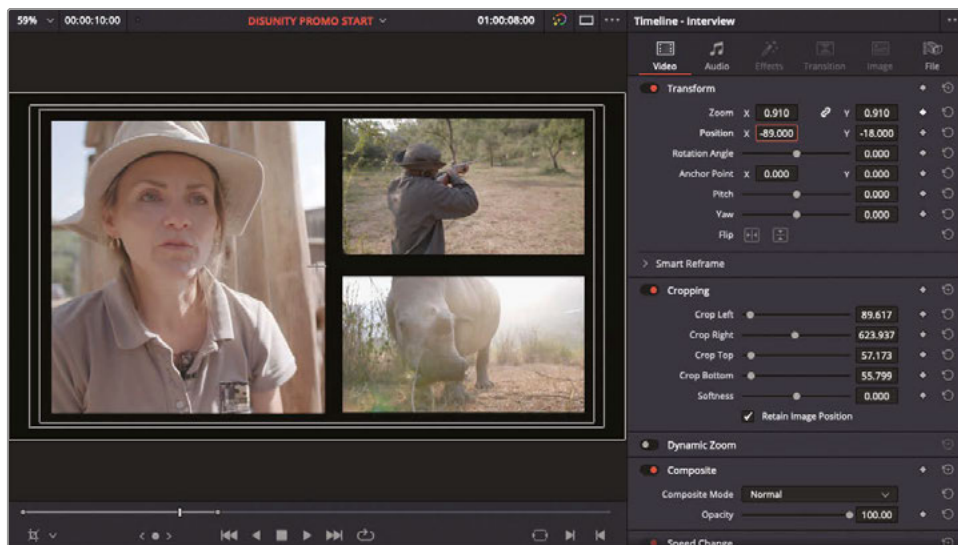 59% 00:00:10:00 DISUNITY PROMO START 01:00:08:00 Timeline - Interview
Video Audio Effects Transition Image File
Transform
Zoom X 0.910 Y 0.910
Position X -89.000 Y -18.000
Rotation Angle 0.000
Anchor Point X 0.000 Y 0.000
Pitch 0.000
Yaw 0.000
Flip
Smart Reframe
Cropping
Crop Left 89.617
Crop Right 623.937
Crop Top 57.173
Crop Bottom 55.799
Softness 0.000
Retain Image Position
Dynamic Zoom
Composite
Composite Mode Normal
Opacity 100.00
Speed Change